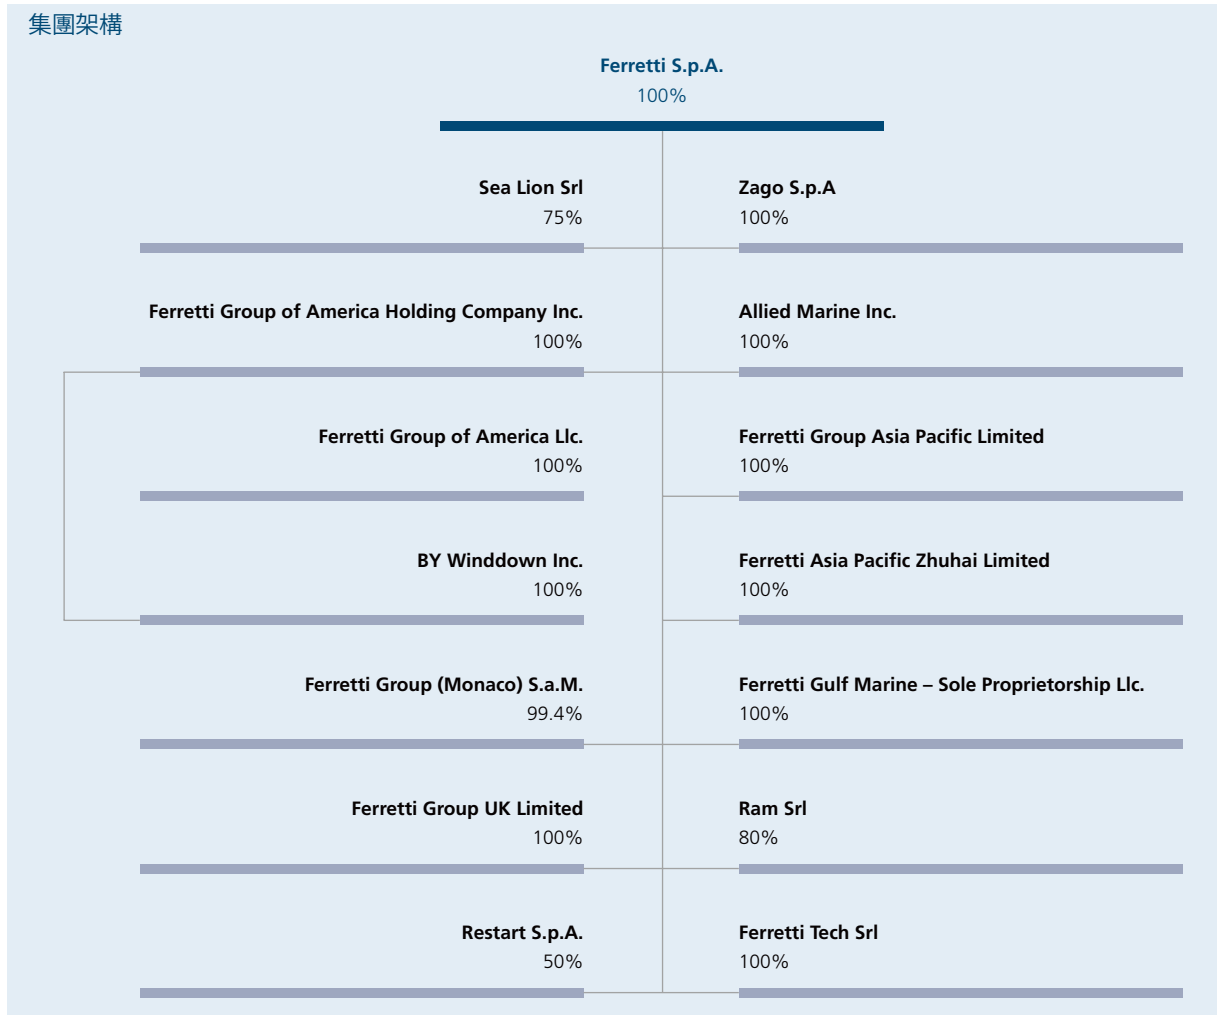 集團架構
Ferretti S.p.A.
100%
Sea Lion Srl
75%
Zago S.p.A
100%
Ferretti Group of America Holding Company Inc.
100%
Allied Marine Inc.
100%
Ferretti Group of America Llc.
100%
Ferretti Group Asia Pacific Limited
100%
BY Winddown Inc.
100%
Ferretti Asia Pacific Zhuhai Limited
100%
Ferretti Group (Monaco) S.a.M.
99.4%
Ferretti Gulf Marine – Sole Proprietorship Llc.
100%
Ferretti Group UK Limited
100%
Ram Srl
80%
Restart S.p.A.
50%
Ferretti Tech Srl
100%